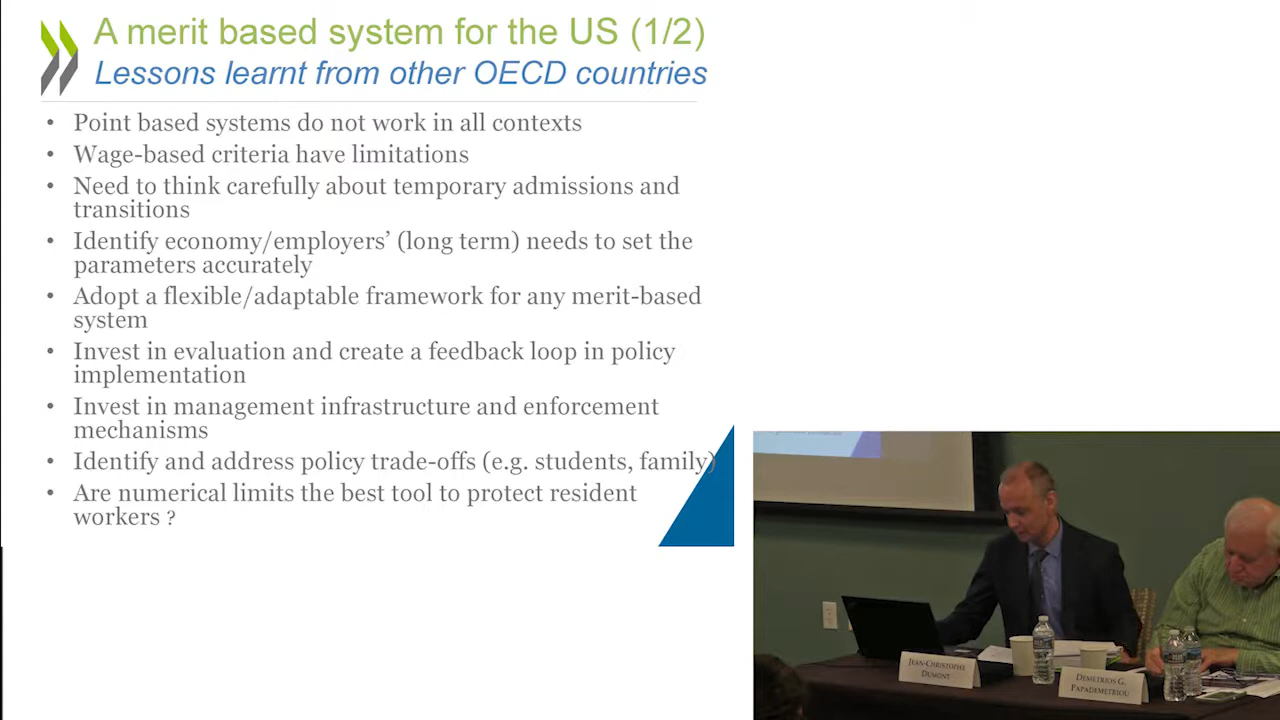 A merit based system for the US (1/2)
Lessons learnt from other OECD countries
• Point based systems do not work in all contexts
• Wage-based criteria have limitations
• Need to think carefully about temporary admissions and
transitions
• Identify economy/employers’ (long term) needs to set the
parameters accurately
• Adopt a flexible/adaptable framework for any merit-based
system
• Invest in evaluation and create a feedback loop in policy
implementation
• Invest in management infrastructure and enforcement
mechanisms
• Identify and address policy trade-offs (e.g. students, family)
• Are numerical limits the best tool to protect resident
workers ?
JEAN-CHRISTOPHE
DUMONT
DEMETRIOS G.
PAPADEMETRIOU